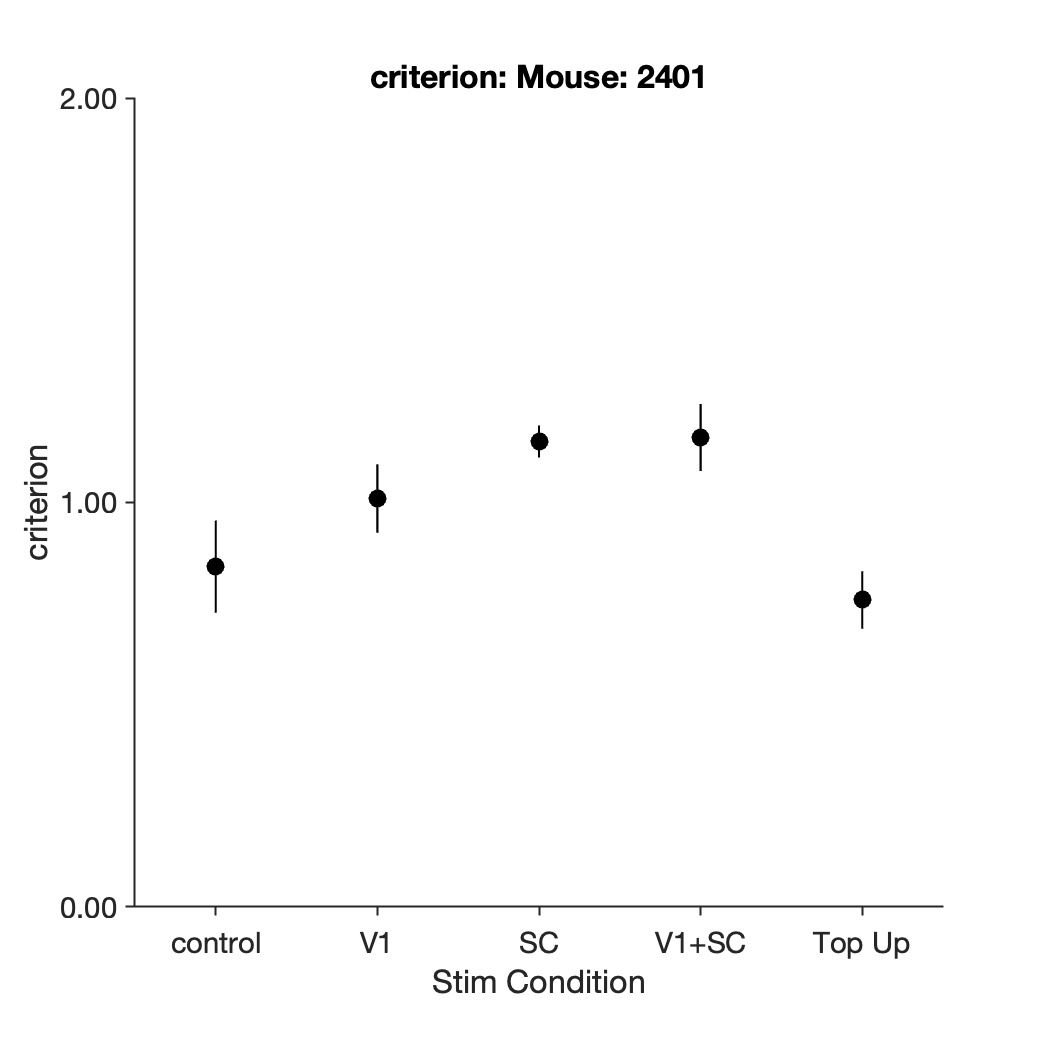 criterion: Mouse: 2401
2.00
1.00
0.00
criterion
control V1 SC V1+SC Top Up
Stim Condition